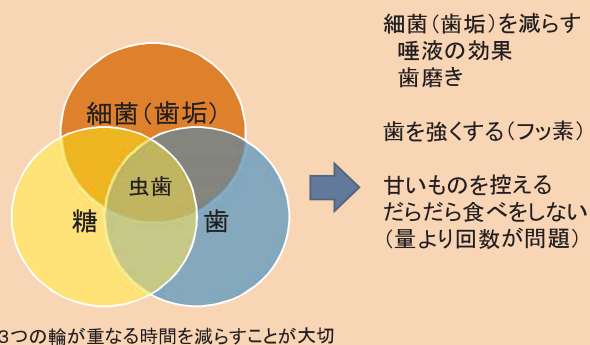 細菌(歯垢)
虫歯
糖
歯
3つの輪が重なる時間を減らすことが大切
細菌(歯垢)を減らす
唾液の効果
歯磨き
歯を強くする(フッ素)
甘いものを控える
だらだら食べをしない
(量より回数が問題)